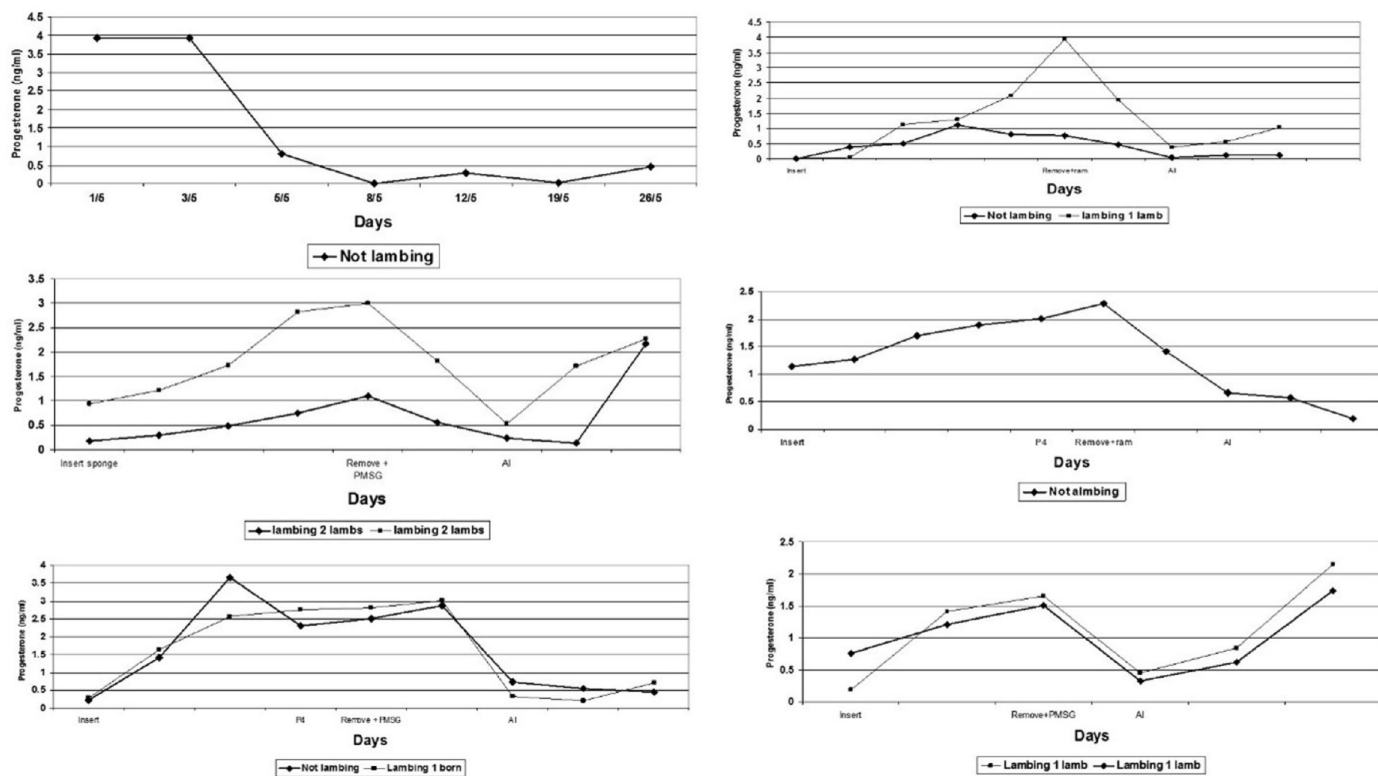 4.5
4
3.5
3
2.5
2
1.5
1
0.5
0
Progesterone (ng/ml)
1/5 3/5 6/5 8/5 12/5 19/5 26/5
Days
Not lambing
4.5
4
3.5
3
2.5
2
1.5
1
0.5
0
Progesterone (ng/ml)
Insert Remove+ram AI
Days
Not lambing lambing 1 lamb
3.5
3
2.5
2
1.5
1
0.5
0
Progesterone (ng/ml)
Insert sponge Remove + PMSG AI
Days
lambing 2 lambs lambing 2 lambs
2.5
2
1.5
1
0.5
0
Progesterone (ng/ml)
Insert P4 Remove+ram AI
Days
Not almbing
4
3.5
3
2.5
2
1.5
1
0.5
0
Progesterone (ng/ml)
Insert P4 Remove +PMSG AI
Days
Not lambing Lambing 1 born
2.5
2
1.5
1
0.5
0
Progesterone (ng/ml)
Insert Remove+PMSG AI
Days
Lambing 1 lamb Lambing 1 lamb